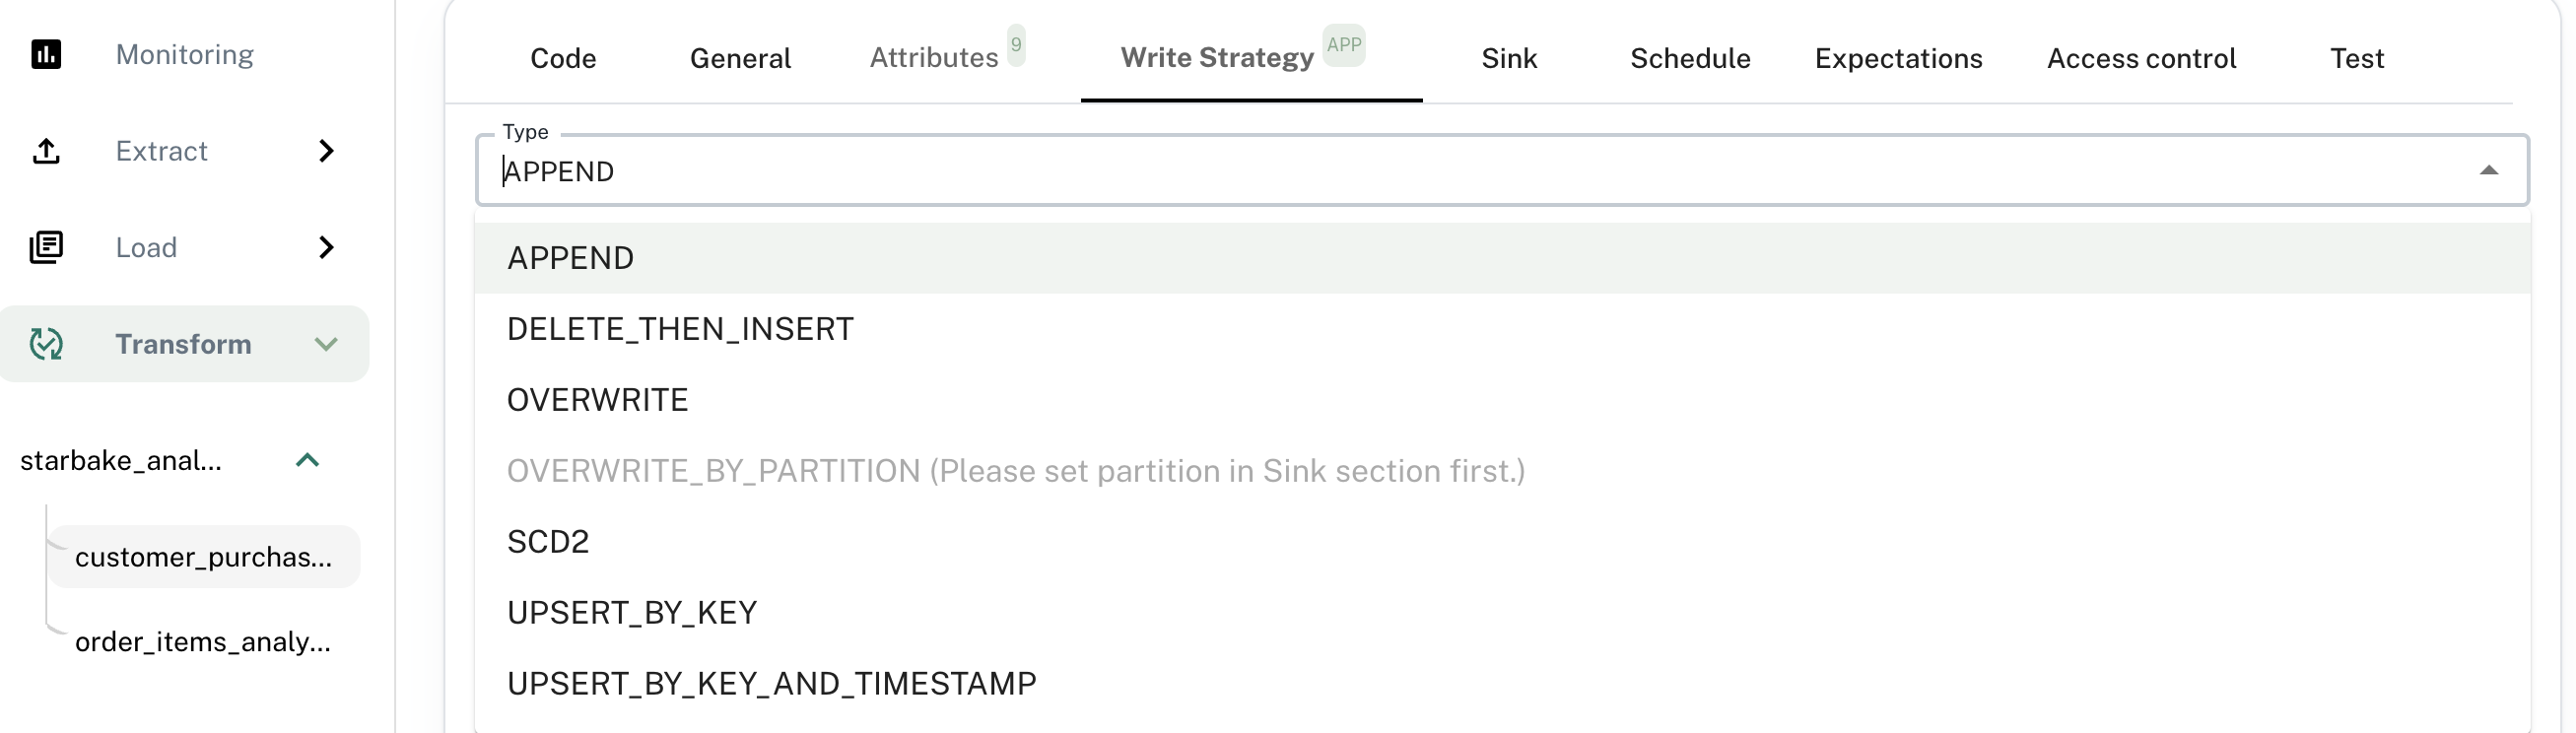 Monitoring
Extract
Load
Transform
starbake_anal...
customer_purchas...
order_items_analy...
Code General Attributes 9 Write Strategy APP Sink Schedule Expectations Access control Test
Type
APPEND
APPEND
DELETE_THEN_INSERT
OVERWRITE
OVERWRITE_BY_PARTITION (Please set partition in Sink section first.)
SCD2
UPSERT_BY_KEY
UPSERT_BY_KEY_AND_TIMESTAMP